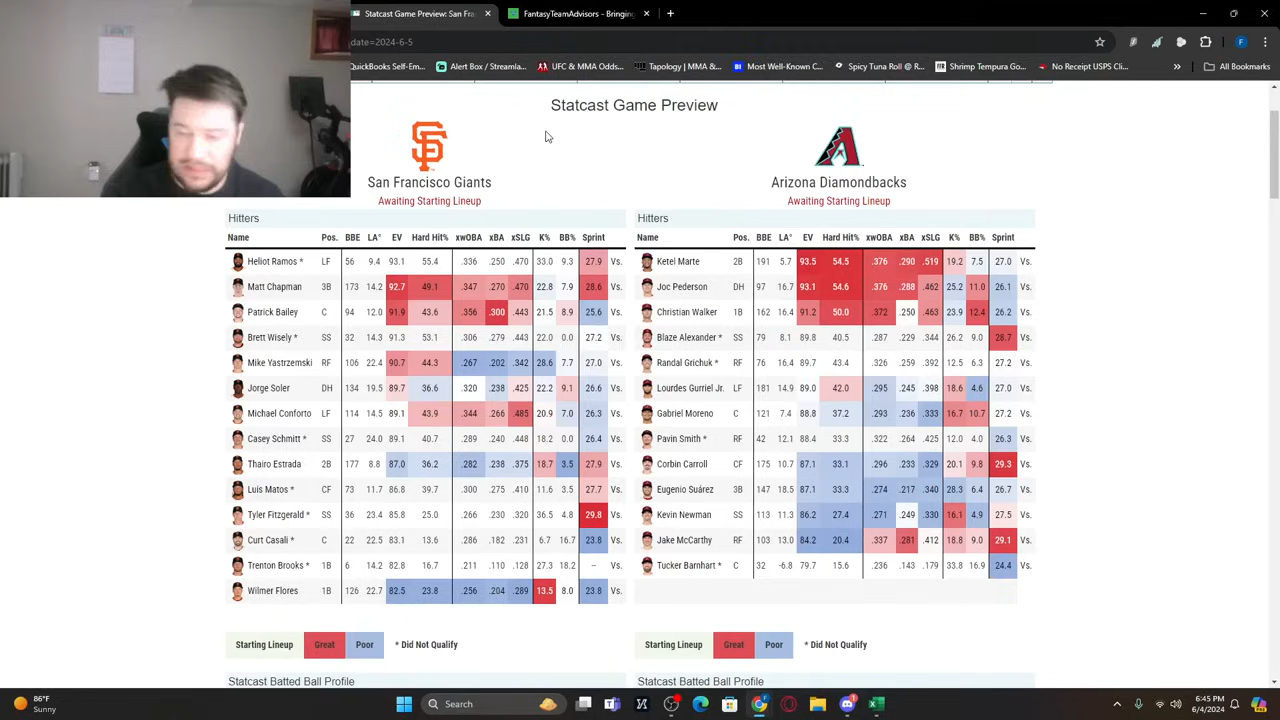 Statcast Game Preview: San Fra
FantasyTeamAdvisors - Bringin
date=2024-6-5
QuickBooks Self-Em...
Alert Box / Streamla...
UFC & MMA Odds...
Tapology | MMA &...
Most Well-Known C...
Spicy Tuna Roll @ R...
Shrimp Tempura Go...
No Receipt USPS Cli...
All Bookmarks
Statcast Game Preview
SF
A
San Francisco Giants
Arizona Diamondbacks
Awaiting Starting Lineup
Awaiting Starting Lineup
Hitters
Hitters
Name Pos. BBE LA° EV Hard Hit% xwOBA xBA xSLG K% BB% Sprint
Name Pos. BBE LA° EV Hard Hit% xwOBA xBA xSLG K% BB% Sprint
Heliot Ramos * LF 56 9.4 93.1 55.4 .336 .250 .470 33.0 9.3 27.9 Vs.
Ketel Marte 2B 191 5.7 93.5 54.5 .376 .290 .519 19.2 7.5 27.0 Vs.
Matt Chapman 3B 173 14.2 92.7 49.1 .347 .270 .470 22.8 7.9 28.6 Vs.
Joc Pederson DH 97 16.7 93.1 54.6 .376 .288 .462 25.2 11.0 26.1 Vs.
Patrick Bailey C 94 12.0 91.9 43.6 .356 .300 .443 21.5 8.9 25.6 Vs.
Christian Walker 1B 162 16.4 91.2 50.0 .372 .250 .463 23.9 12.4 26.2 Vs.
Brett Wisely * SS 32 14.3 91.3 53.1 .306 .279 .443 22.0 0.0 27.2 Vs.
Blaze Alexander * SS 79 8.1 89.8 40.5 .287 .229 .344 26.2 9.0 28.7 Vs.
Mike Yastrzemski RF 106 22.4 90.7 44.3 .267 .202 .342 28.6 7.7 27.0 Vs.
Randal Grichuk * RF 76 16.4 89.7 43.4 .326 .259 .392 12.5 6.3 27.2 Vs.
Jorge Soler DH 134 19.5 89.7 36.6 .320 .238 .425 22.2 9.1 26.6 Vs.
Lourdes Gurriel Jr. LF 181 14.9 89.0 42.0 .295 .245 .398 18.6 4.6 27.0 Vs.
Michael Conforto LF 114 14.5 89.1 43.9 .344 .266 .485 20.9 7.0 26.3 Vs.
Gabriel Moreno C 121 7.4 88.8 37.2 .293 .236 .333 16.7 10.7 27.2 Vs.
Casey Schmitt * SS 27 24.0 89.1 40.7 .289 .240 .448 18.2 0.0 26.4 Vs.
Pavin Smith * RF 42 12.1 88.4 33.3 .322 .264 .425 12.0 4.0 26.3 Vs.
Thairo Estrada 2B 177 8.8 87.0 36.2 .282 .238 .375 18.7 3.5 27.9 Vs.
Corbin Carroll CF 175 10.7 87.1 33.1 .296 .233 .329 20.1 9.8 29.3 Vs.
Luis Matos * CF 73 11.7 86.8 39.7 .300 .275 .410 11.6 3.5 27.7 Vs.
Eugenio Suárez 3B 147 18.5 87.1 33.3 .274 .217 .340 28.3 6.4 26.7 Vs.
Tyler Fitzgerald * SS 36 23.4 85.8 25.0 .266 .230 .320 36.5 4.8 29.8 Vs.
Kevin Newman SS 113 11.3 86.2 27.4 .271 .249 .330 16.1 4.9 27.5 Vs.
Curt Casali * C 22 22.5 83.1 13.6 .266 .182 .231 6.7 16.7 23.8 Vs.
Jake McCarthy RF 103 13.0 84.2 20.4 .337 .281 .412 18.8 9.0 29.1 Vs.
Trenton Brooks * 1B 6 14.2 82.8 16.7 .211 .110 .128 27.3 18.2 -- Vs.
Tucker Barnhart * C 32 -6.8 79.7 15.6 .236 .143 .179 33.8 16.9 24.4 Vs.
Wilmer Flores 1B 126 22.7 82.5 23.8 .256 .204 .289 13.5 8.0 23.8 Vs.
Starting Lineup Great Poor * Did Not Qualify
Starting Lineup Great Poor * Did Not Qualify
Statcast Batted Ball Profile
Statcast Batted Ball Profile
86°F
Sunny
Search
6:45 PM
6/4/2024